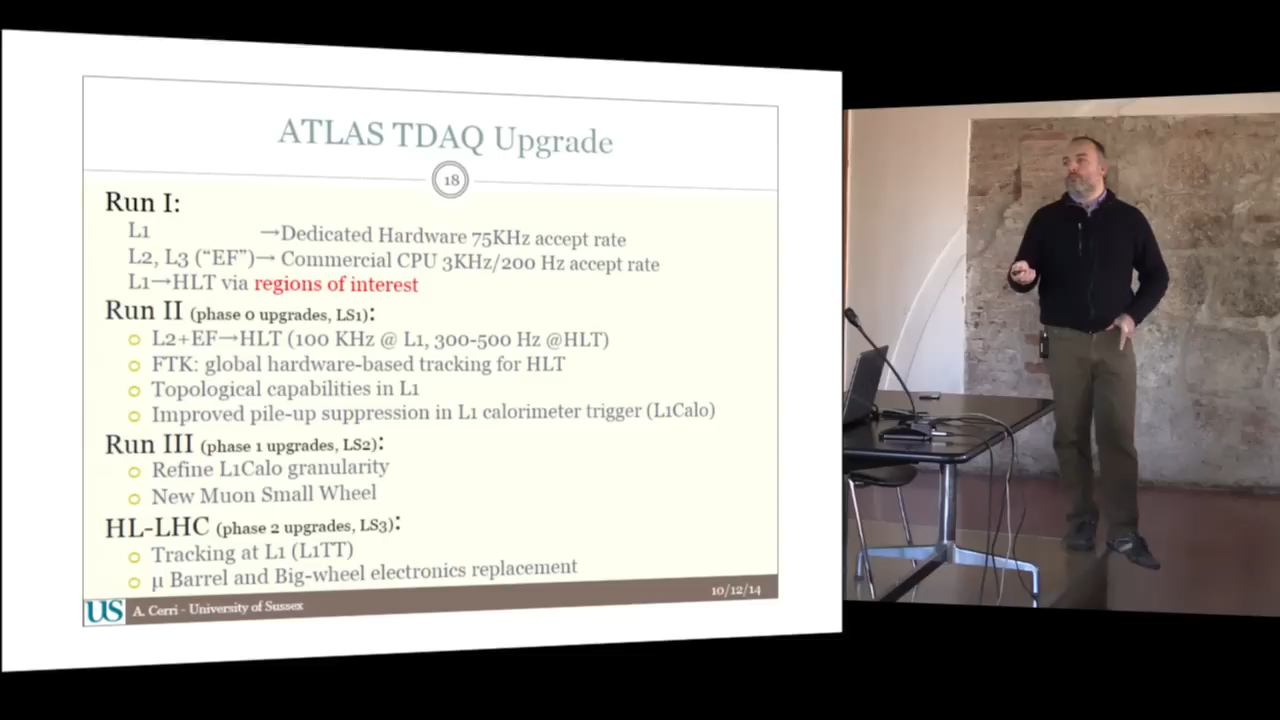 ATLAS TDAQ Upgrade
18
Run I:
L1 →Dedicated Hardware 75KHz accept rate
L2, L3 (“EF”)→ Commercial CPU 3KHz/200 Hz accept rate
L1→HLT via regions of interest
Run II (phase 0 upgrades, LS1):
L2+EF→HLT (100 KHz @ L1, 300-500 Hz @HLT)
FTK: global hardware-based tracking for HLT
Topological capabilities in L1
Improved pile-up suppression in L1 calorimeter trigger (L1Calo)
Run III (phase 1 upgrades, LS2):
Refine L1Calo granularity
New Muon Small Wheel
HL-LHC (phase 2 upgrades, LS3):
Tracking at L1 (L1TT)
µ Barrel and Big-wheel electronics replacement
US A. Cerri - University of Sussex 10/12/14